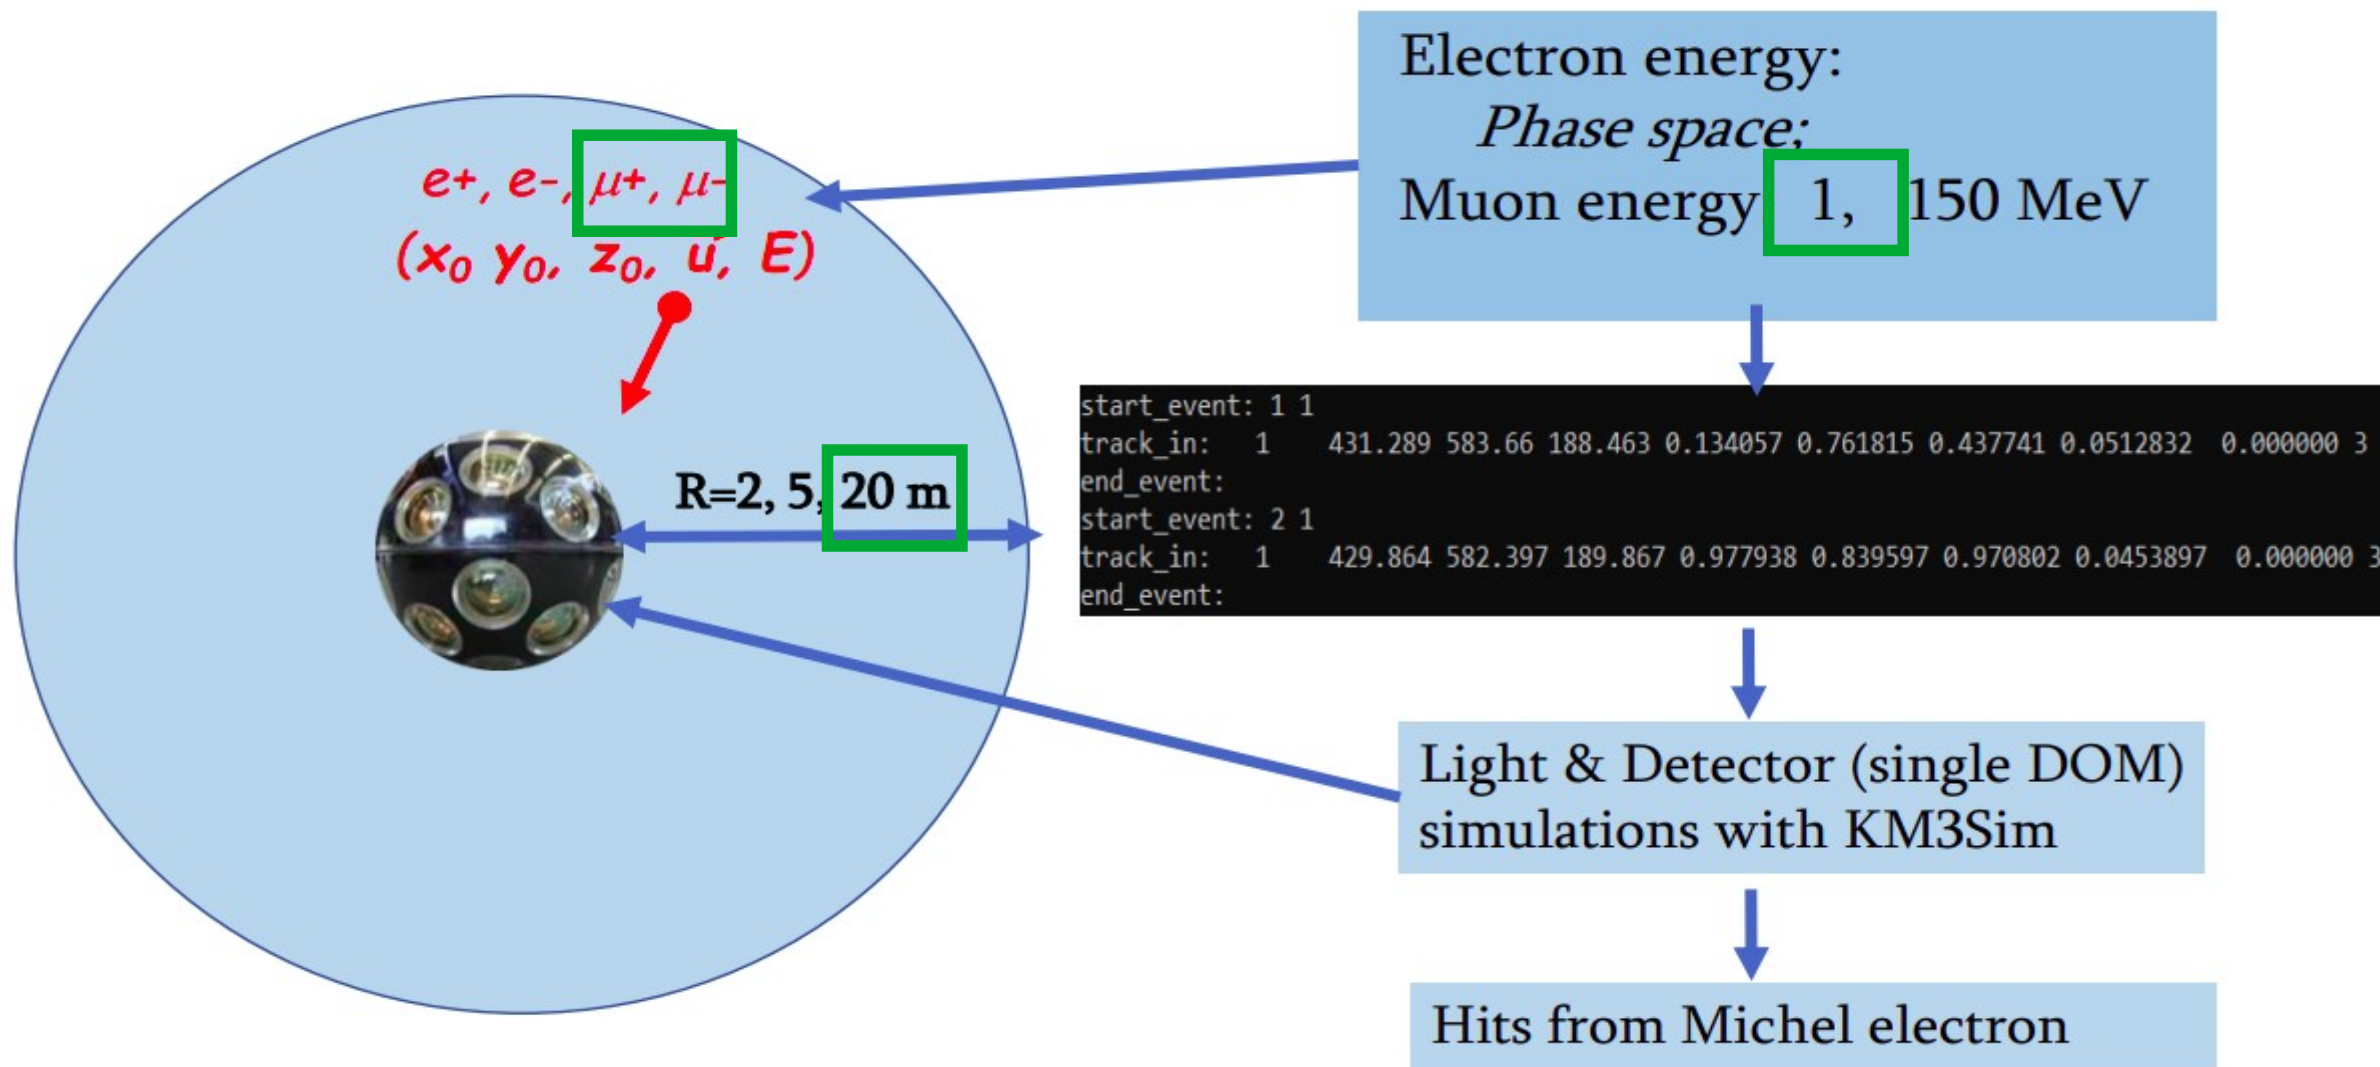 e+, e-, μ+, μ-
(x0 y0, z0, u, E)
R=2, 5, 20 m
Electron energy:
Phase space;
Muon energy 1, 150 MeV
start_event: 1 1
track_in: 1 431.289 583.66 188.463 0.134057 0.761815 0.437741 0.0512832 0.000000 3
end_event:
start_event: 2 1
track_in: 1 429.864 582.397 189.867 0.977938 0.839597 0.970802 0.0453897 0.000000 3
end_event:
Light & Detector (single DOM)
simulations with KM3Sim
Hits from Michel electron